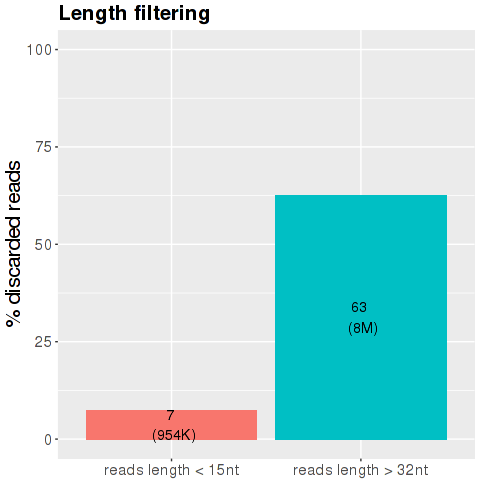 Length filtering
% discarded reads
100
75
50
25
0
63
(8M)
7
(954K)
reads length < 15nt
reads length > 32nt